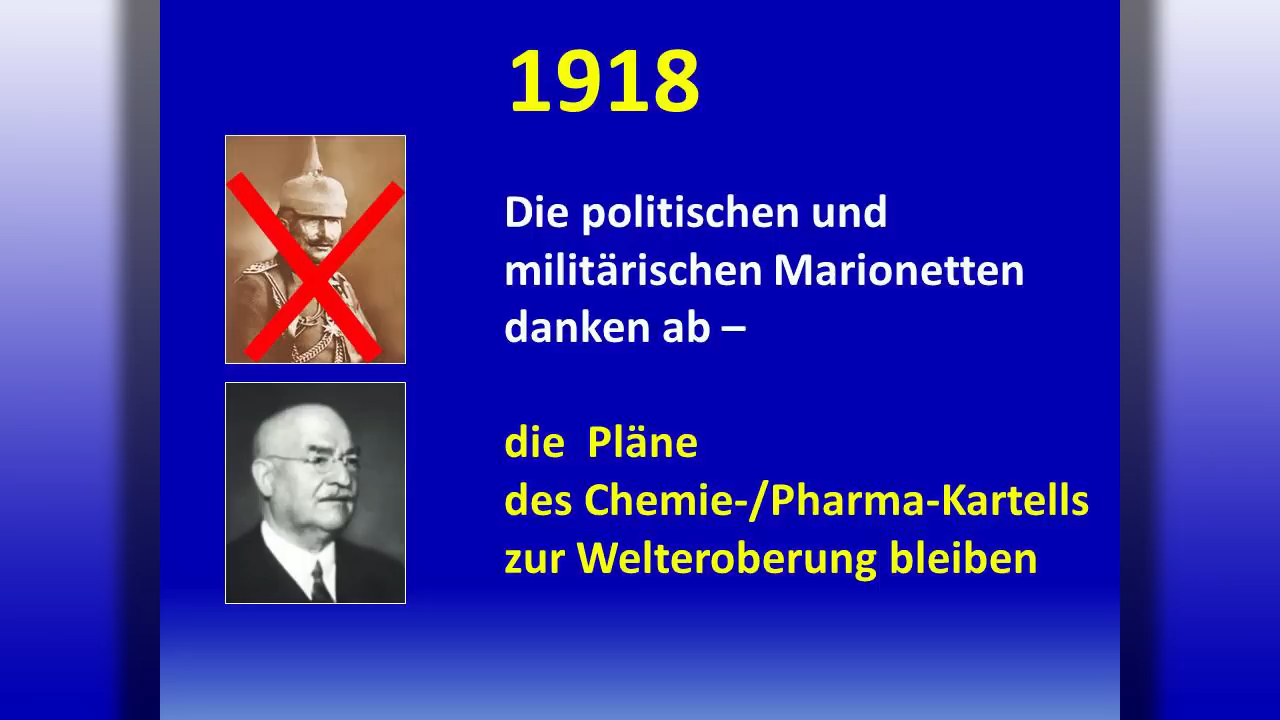 1918
Die politischen und
militärischen Marionetten
danken ab –
die Pläne
des Chemie-/Pharma-Kartells
zur Welteroberung bleiben